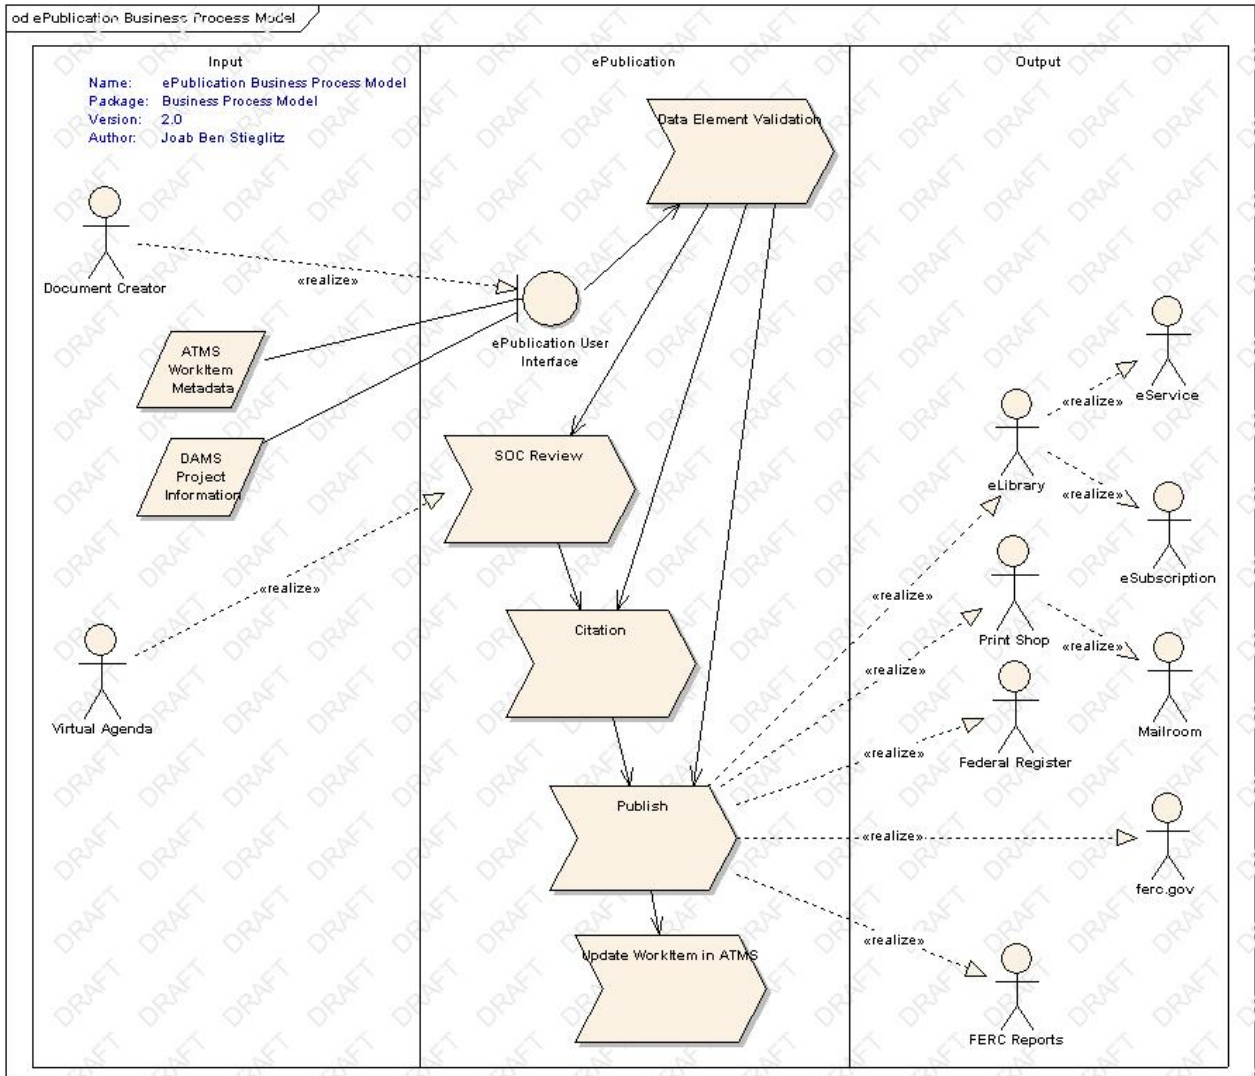 od ePublication Business Process Model
Input
ePublication
Output
Name: ePublication Business Process Model
Package: Business Process Model
Version: 2.0
Author: Joab Ben Stieglitz
Data Element Validation
Document Creator
«realize»
ePublication User
Interface
ATMS
WorkItem
Metadata
DAMS
Project
Information
SOC Review
«realize»
Virtual Agenda
Citation
Publish
Update WorkItem in ATMS
eService
«realize»
eLibrary
«realize»
eSubscription
«realize»
Print Shop
«realize»
Mailroom
«realize»
Federal Register
«realize»
«realize»
ferc.gov
«realize»
FERC Reports
DRAFT